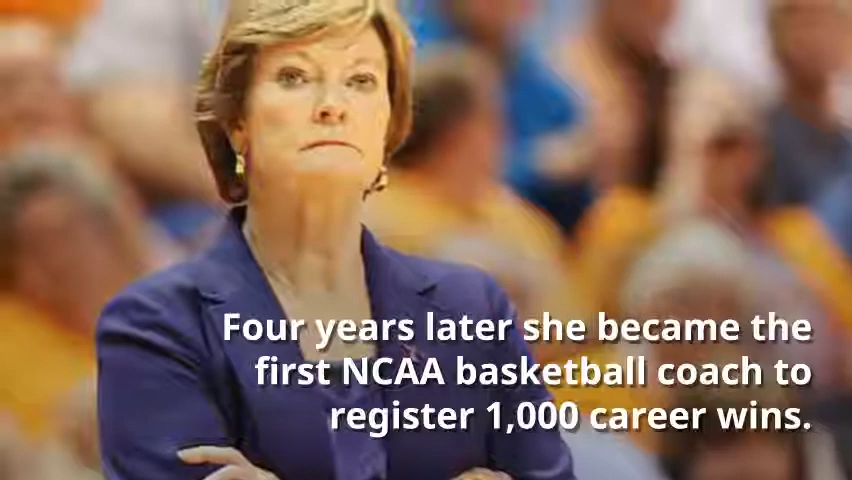 Four years later she became the
first NCAA basketball coach to
register 1,000 career wins.